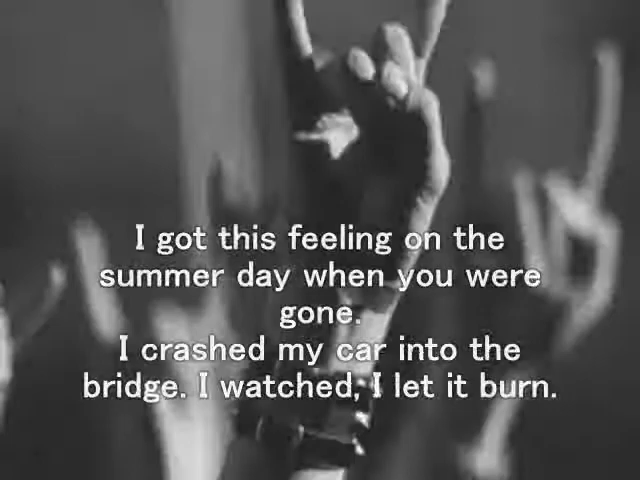 I got this feeling on the
summer day when you were
gone.
I crashed my car into the
bridge. I watched, I let it burn.